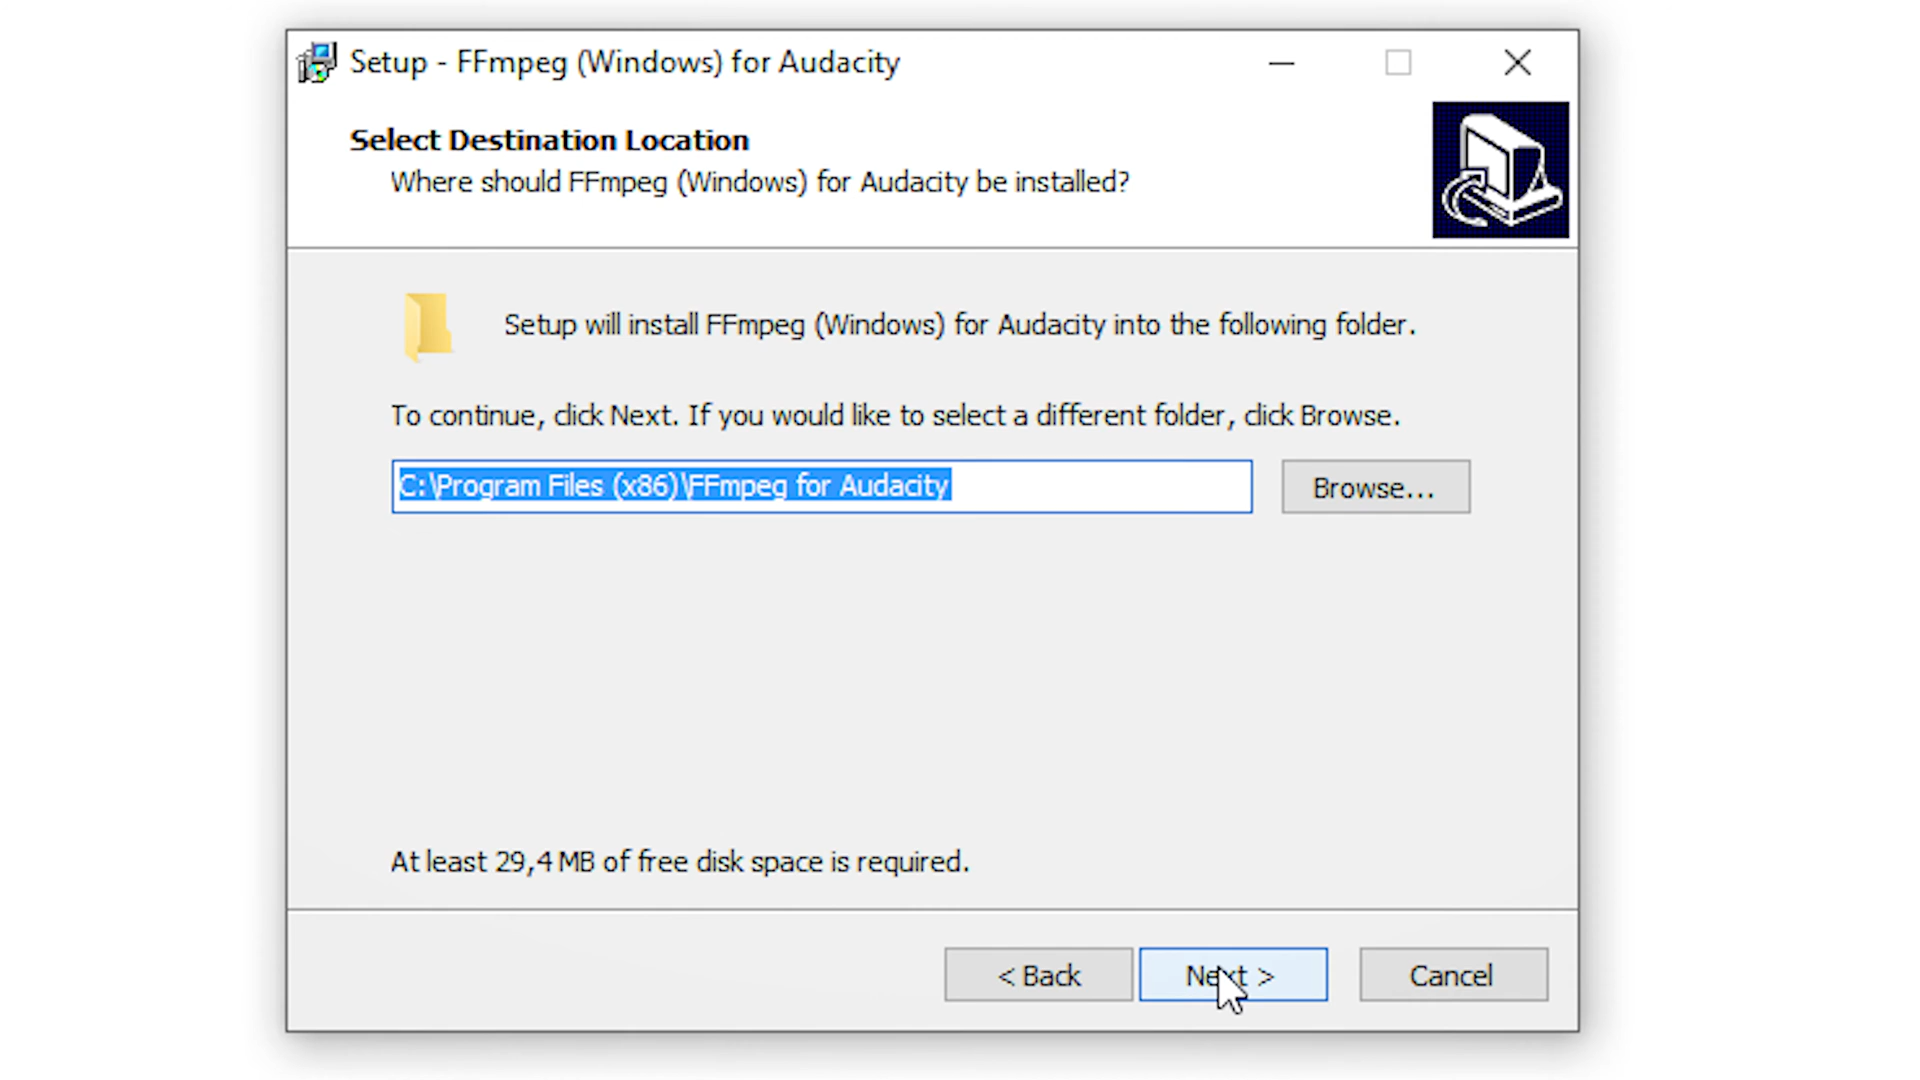 Setup - FFmpeg (Windows) for Audacity
Select Destination Location
Where should FFmpeg (Windows) for Audacity be installed?
Setup will install FFmpeg (Windows) for Audacity into the following folder.
To continue, click Next. If you would like to select a different folder, click Browse.
C:\Program Files (x86)\FFmpeg for Audacity
Browse...
At least 29,4 MB of free disk space is required.
< Back
Next >
Cancel